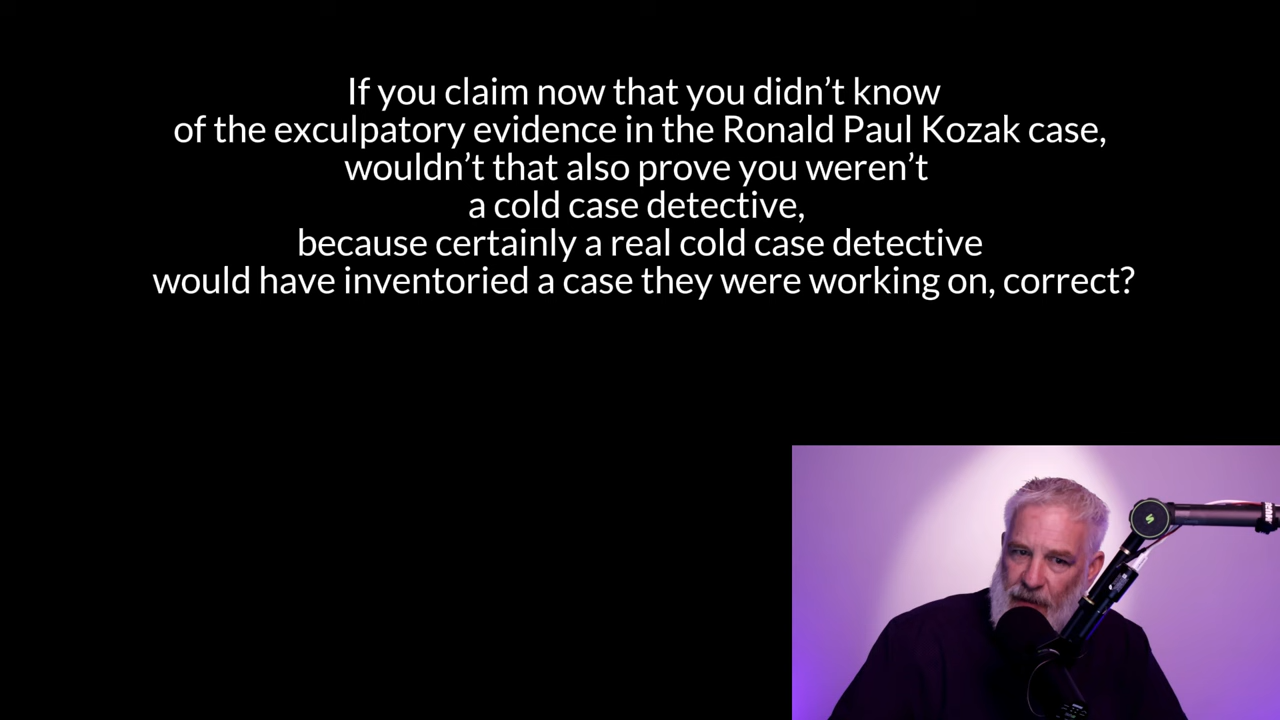 If you claim now that you didn’t know
of the exculpatory evidence in the Ronald Paul Kozak case,
wouldn’t that also prove you weren’t
a cold case detective,
because certainly a real cold case detective
would have inventoried a case they were working on, correct?